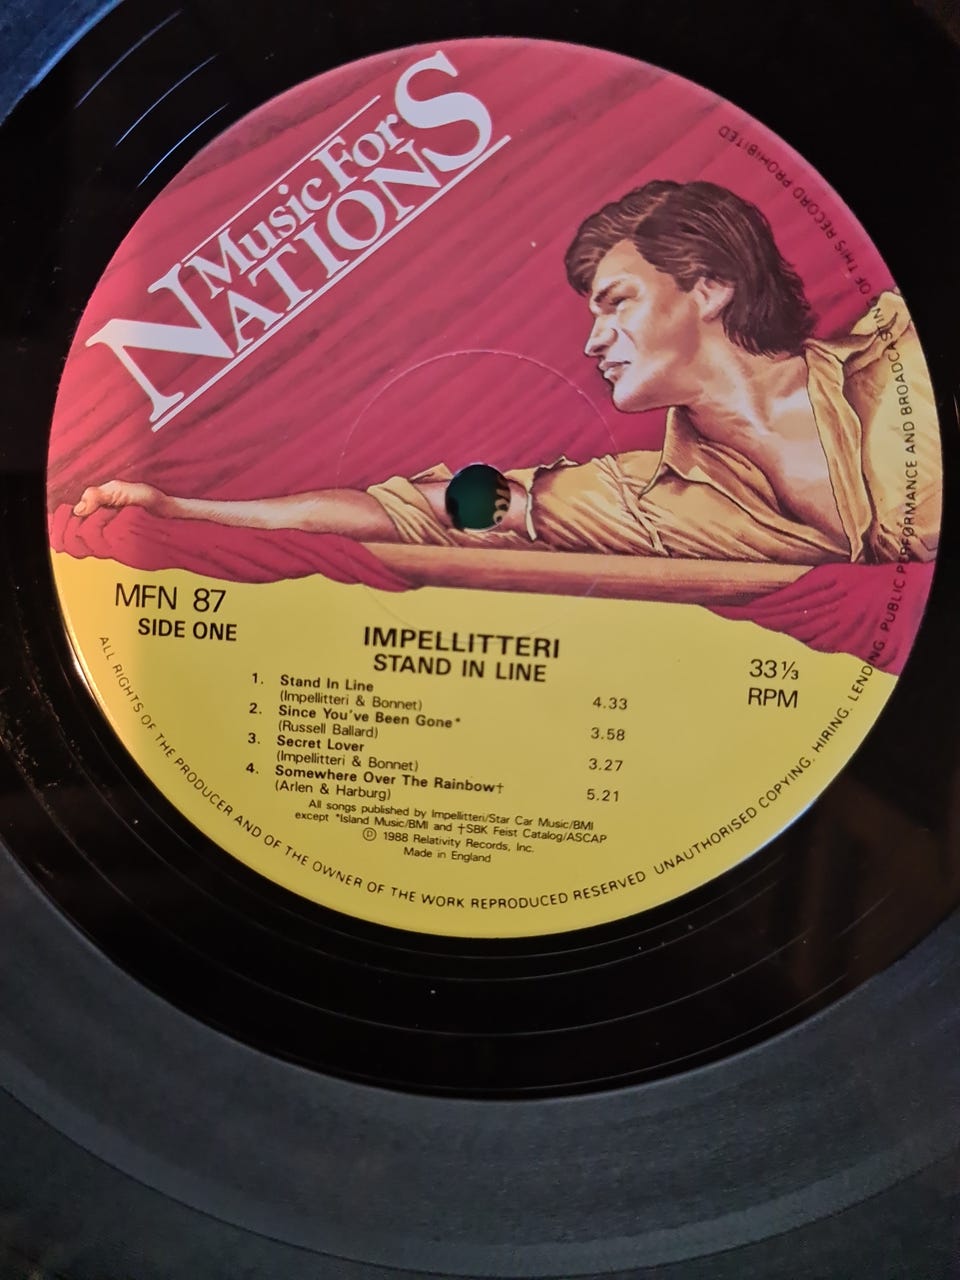 Music For
NATIONS
MFN 87
SIDE ONE
IMPELLITTERI
STAND IN LINE
33⅓
RPM
1. Stand In Line
(Impellitteri & Bonnet) 4.33
2. Since You've Been Gone*
(Russell Ballard) 3.58
3. Secret Lover
(Impellitteri & Bonnet) 3.27
4. Somewhere Over The Rainbow†
(Arlen & Harburg) 5.21
All songs published by Impellitteri/Star Car Music/BMI
except *Island Music/BMI and †SBK Feist Catalog/ASCAP
Ⓟ 1988 Relativity Records, Inc.
Made in England
ALL RIGHTS OF THE PRODUCER AND OF THE OWNER OF THE WORK REPRODUCED RESERVED UNAUTHORISED COPYING, HIRING, LENDING, PUBLIC PERFORMANCE AND BROADCASTING OF THIS RECORD PROHIBITED